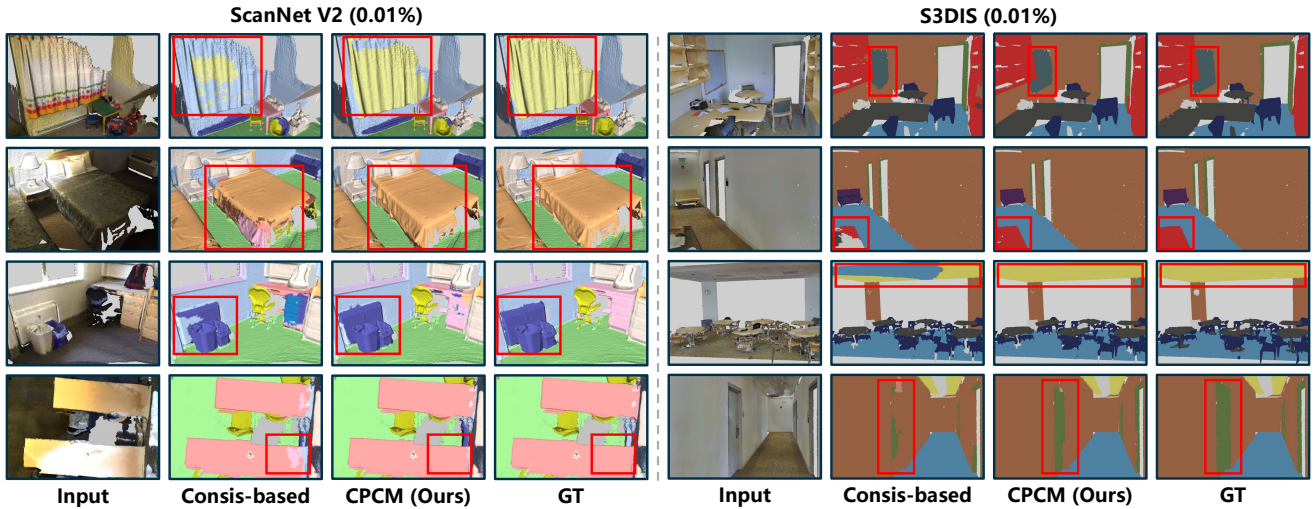 ScanNet V2 (0.01%)
S3DIS (0.01%)
Input
Consis-based
CPCM (Ours)
GT
Input
Consis-based
CPCM (Ours)
GT